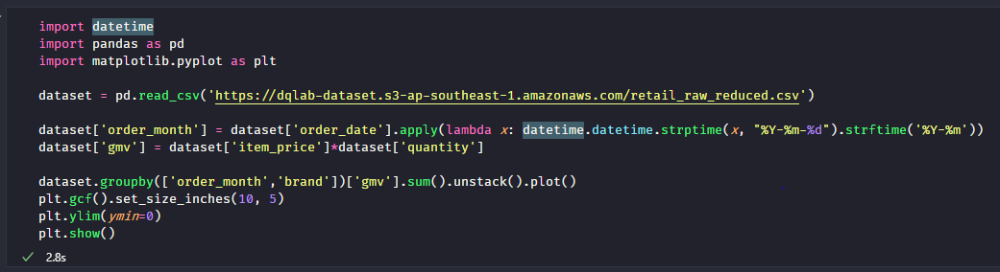 import datetime
import pandas as pd
import matplotlib.pyplot as plt
dataset = pd.read_csv('https://dqlab-dataset.s3-ap-southeast-1.amazonaws.com/retail_raw_reduced.csv')
dataset['order_month'] = dataset['order_date'].apply(lambda x: datetime.datetime.strptime(x, "%Y-%m-%d").strftime('%Y-%m'))
dataset['gmv'] = dataset['item_price']*dataset['quantity']
dataset.groupby(['order_month','brand'])['gmv'].sum().unstack().plot()
plt.gcf().set_size_inches(10, 5)
plt.ylim(ymin=0)
plt.show()
2.8s